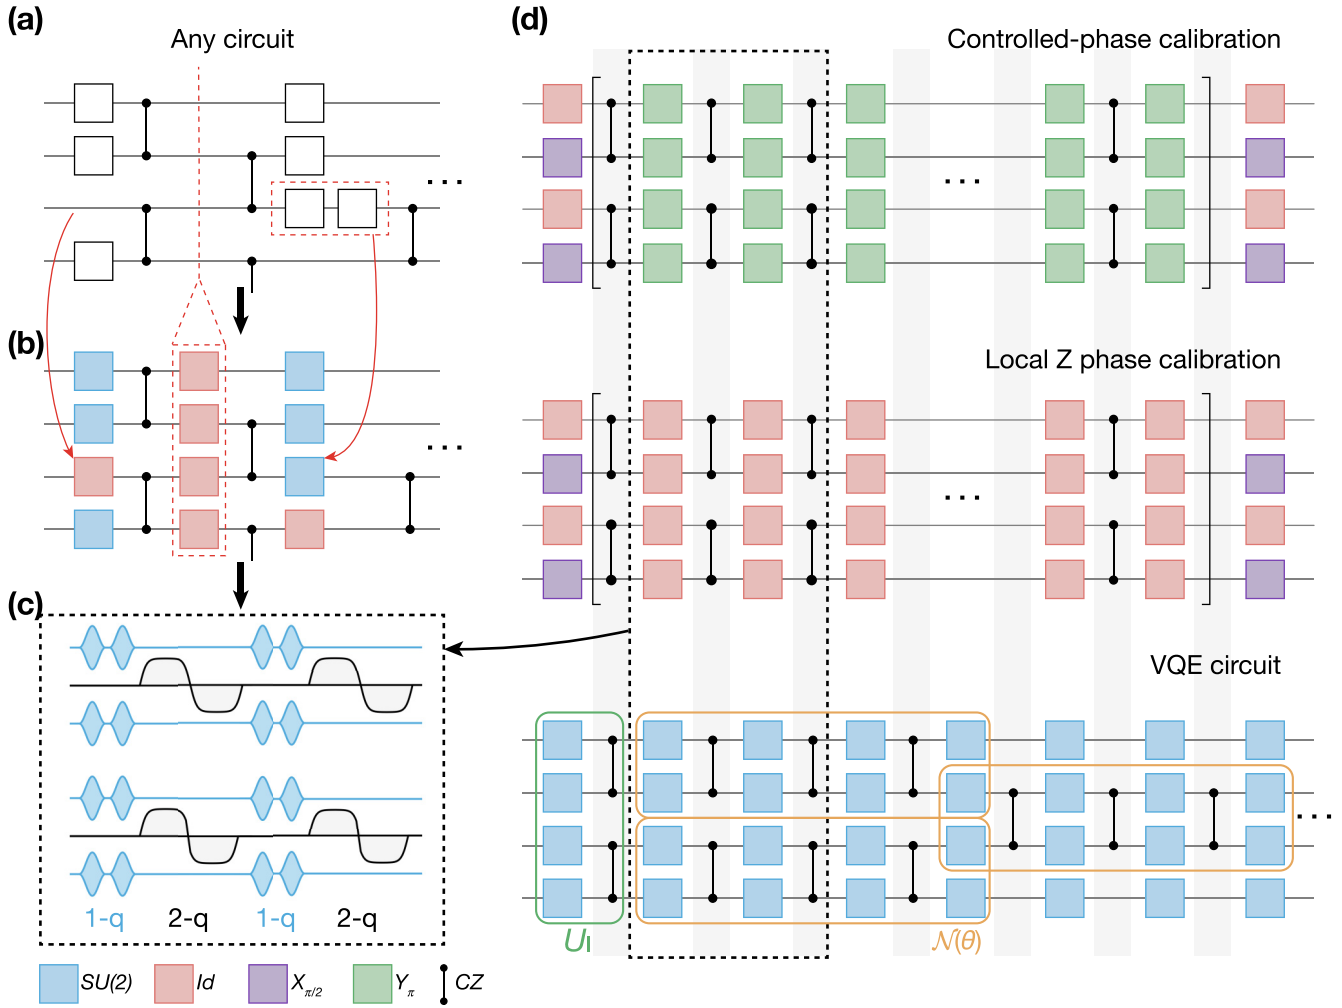 (a)
Any circuit
...
(b)
...
(c)
1-q 2-q 1-q 2-q
(d)
Controlled-phase calibration
...
Local Z phase calibration
...
VQE circuit
...
U_I
𝒩(θ)
SU(2) Id X_{π/2} Y_π CZ